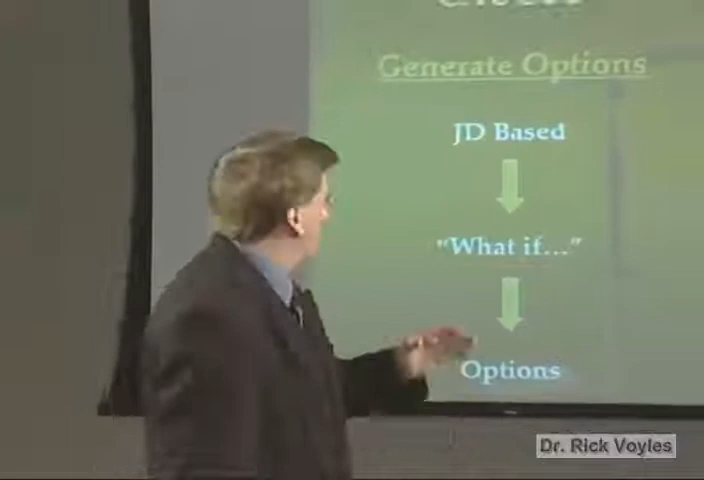 Generate Options
JD Based
"What if..."
Options
Dr. Rick Voyles